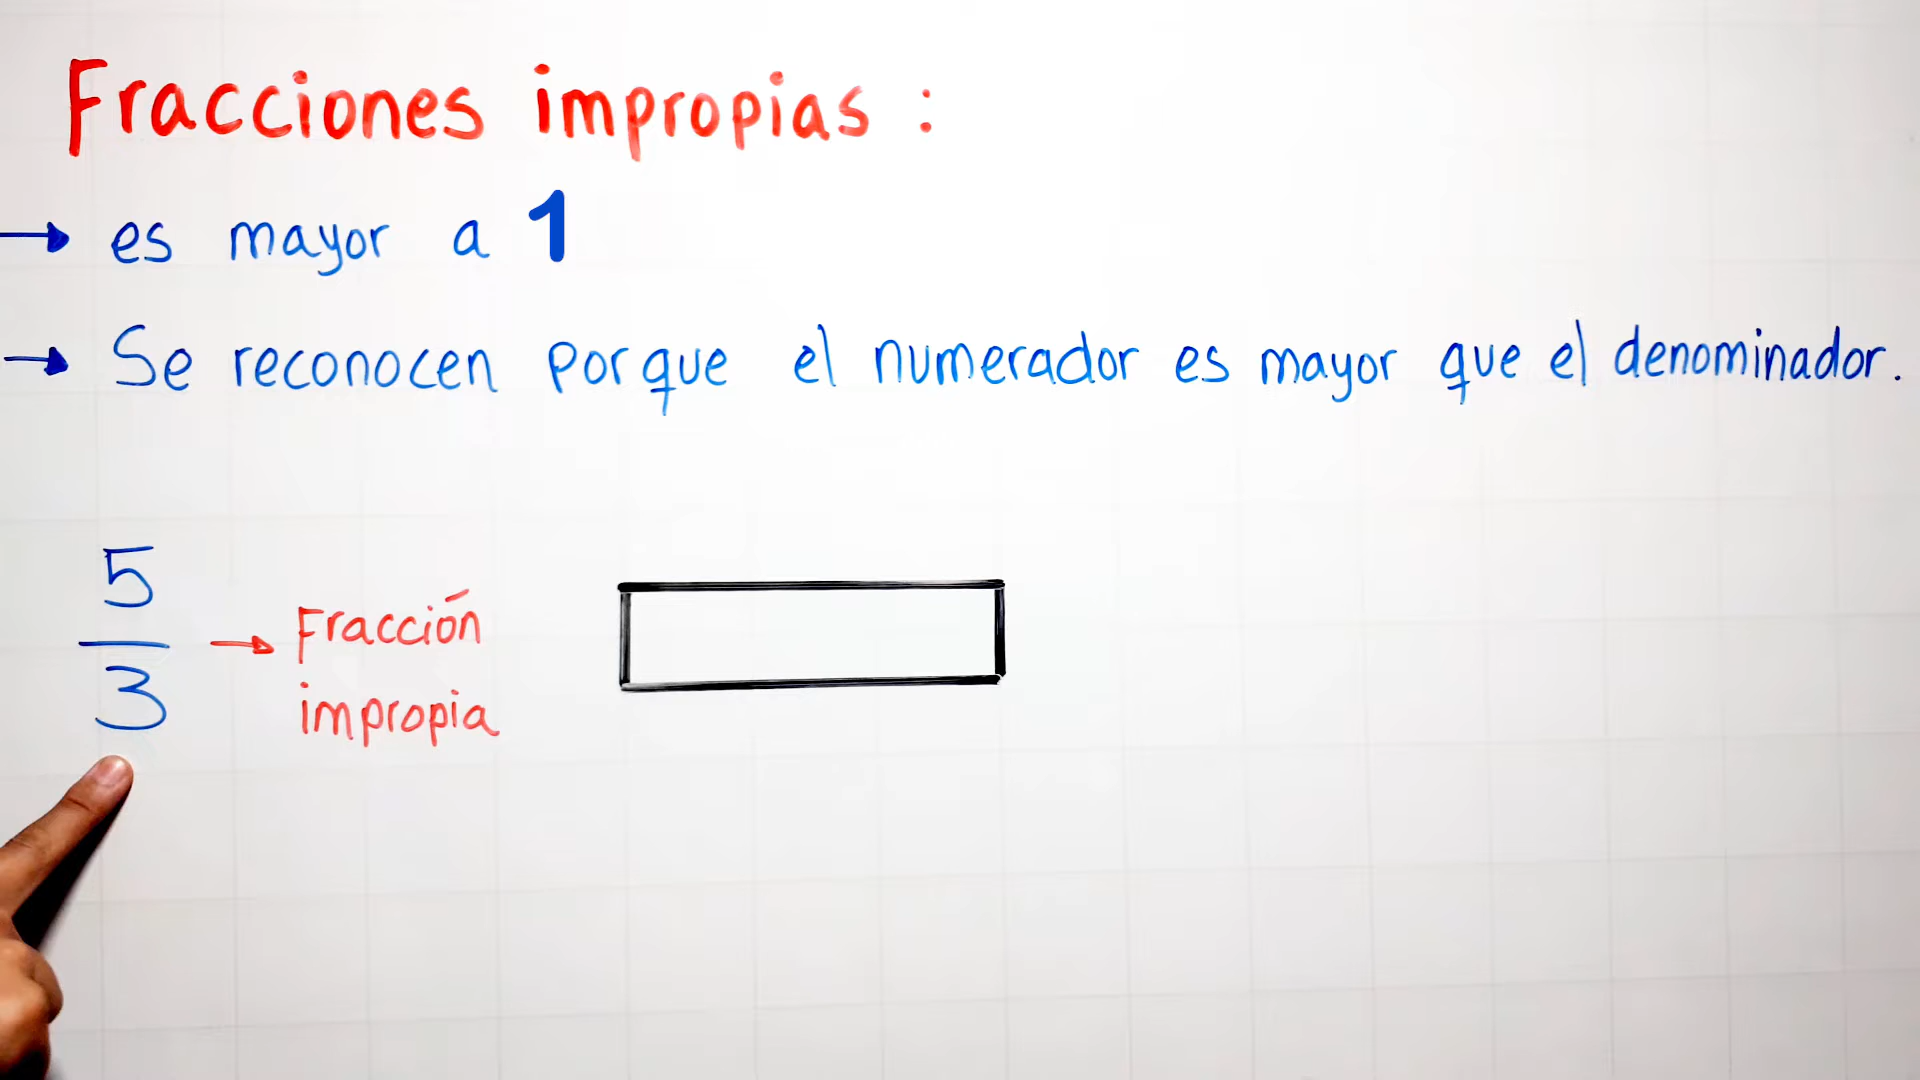 Fracciones impropias :
→ es mayor a 1
→ Se reconocen porque el numerador es mayor que el denominador.
5
3
→ Fracción
impropia